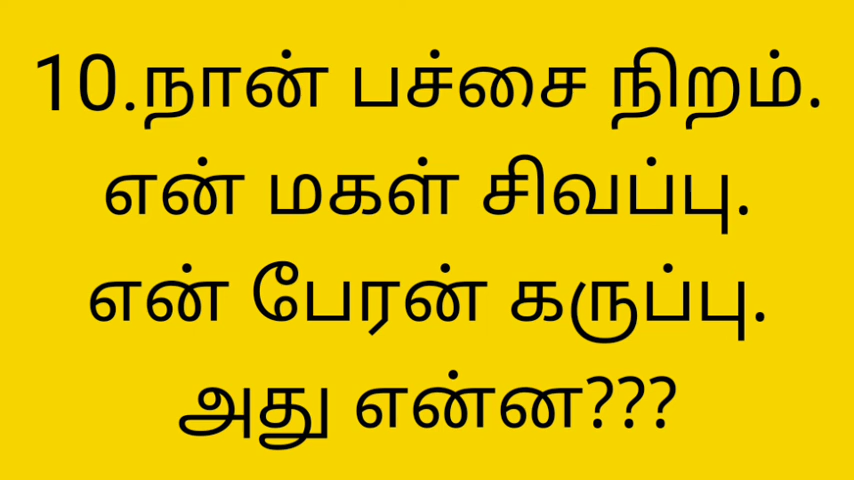 10.நான் பச்சை நிறம்.
என் மகள் சிவப்பு.
என் பேரன் கருப்பு.
அது என்ன???